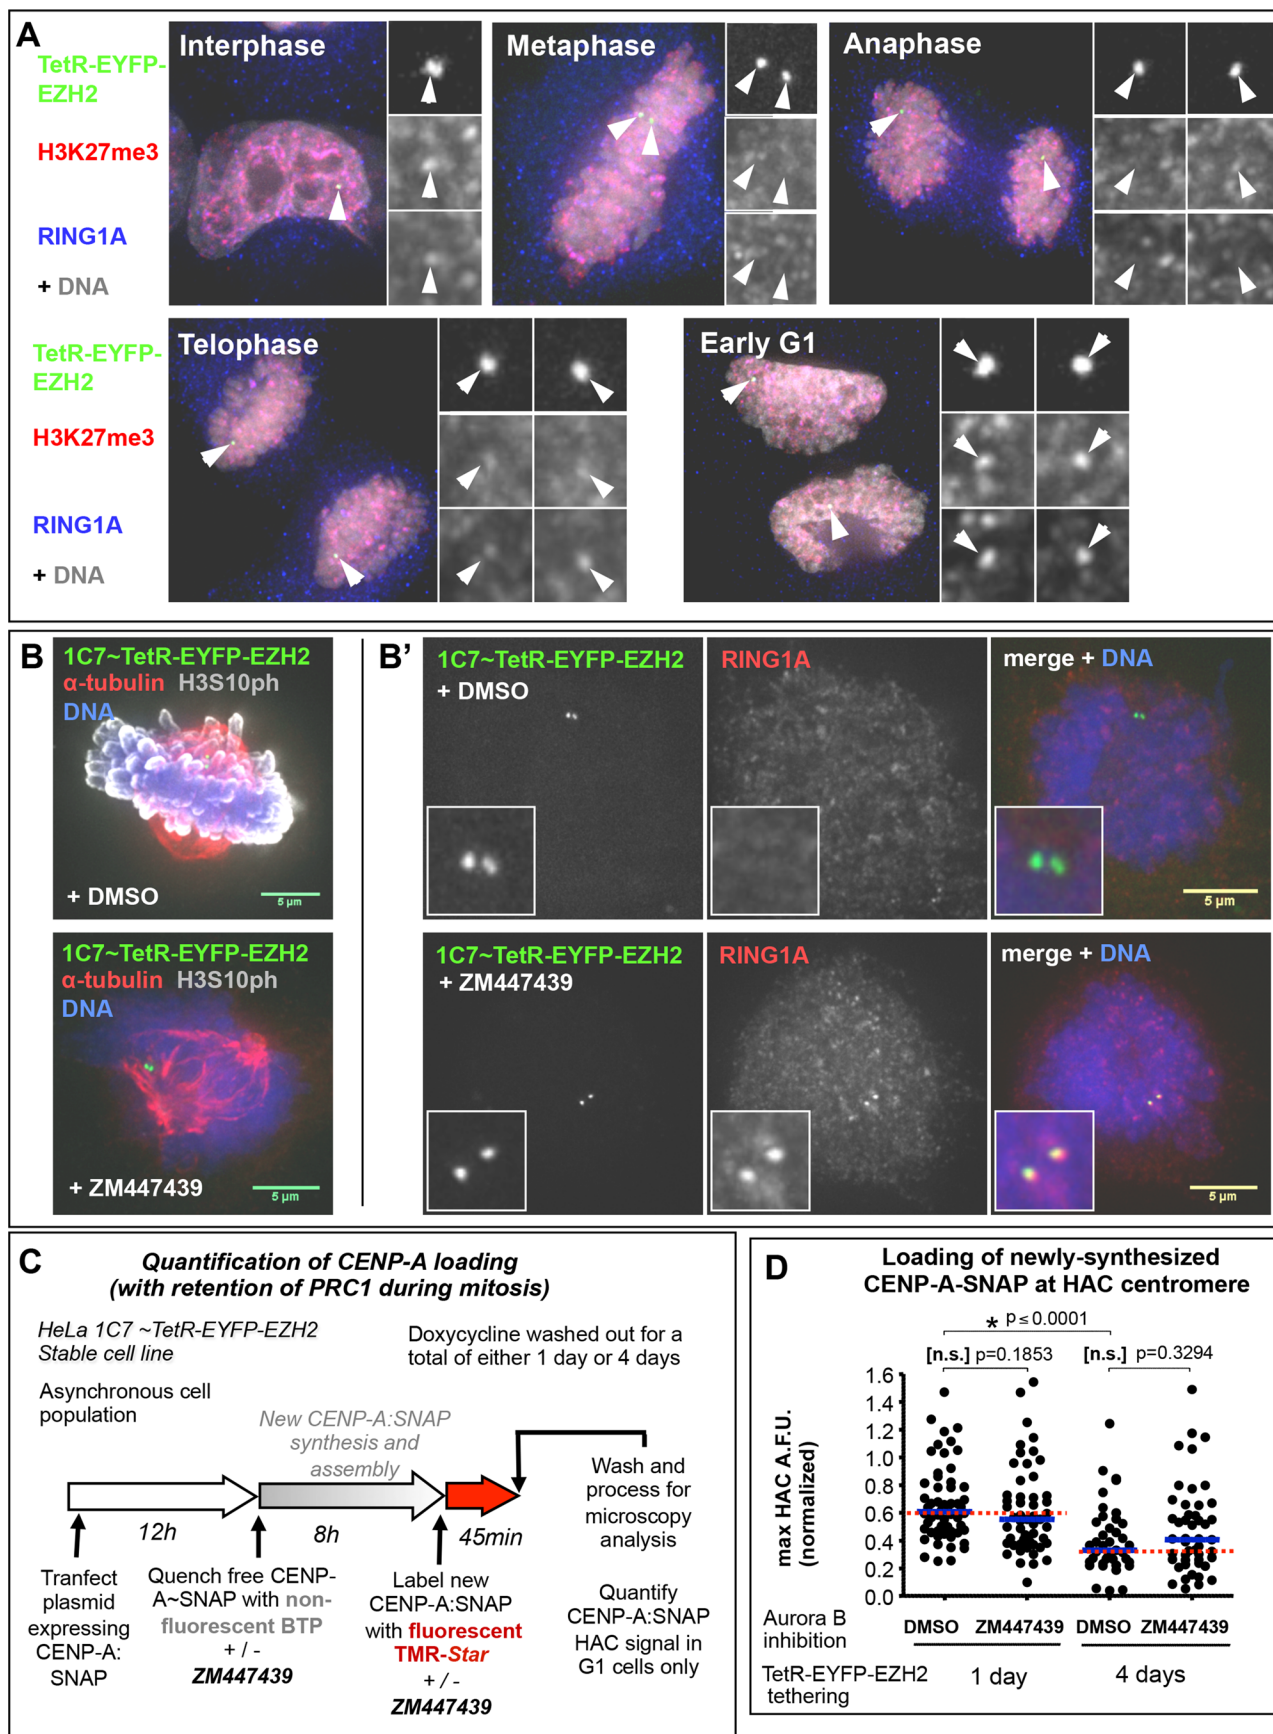 A
TetR-EYFP-
EZH2
H3K27me3
RING1A
+ DNA
Interphase
Metaphase
Anaphase
TetR-EYFP-
EZH2
H3K27me3
RING1A
+ DNA
Telophase
Early G1
B
1C7~TetR-EYFP-EZH2
α-tubulin H3S10ph
DNA
+ DMSO
5 µm
1C7~TetR-EYFP-EZH2
α-tubulin H3S10ph
DNA
+ ZM447439
5 µm
B’
1C7~TetR-EYFP-EZH2
+ DMSO
RING1A
merge + DNA
5 µm
1C7~TetR-EYFP-EZH2
+ ZM447439
RING1A
merge + DNA
5 µm
C
Quantification of CENP-A loading
(with retention of PRC1 during mitosis)
HeLa 1C7 ~TetR-EYFP-EZH2
Stable cell line
Doxycycline washed out for a
total of either 1 day or 4 days
Asynchronous cell
population
New CENP-A:SNAP
synthesis and
assembly
12h
8h
45min
Wash and
process for
microscopy
analysis
Tranfect
plasmid
expressing
CENP-A:
SNAP
Quench free CENP-
A~SNAP with non-
fluorescent BTP
+ / -
ZM447439
Label new
CENP-A:SNAP
with fluorescent
TMR-Star
+ / -
ZM447439
Quantify
CENP-A:SNAP
HAC signal in
G1 cells only
D
Loading of newly-synthesized
CENP-A-SNAP at HAC centromere
* p ≤ 0.0001
[n.s.] p=0.1853
[n.s.] p=0.3294
max HAC A.F.U.
(normalized)
1.6
1.4
1.2
1.0
0.8
0.6
0.4
0.2
0.0
Aurora B
inhibition
DMSO ZM447439 DMSO ZM447439
TetR-EYFP-EZH2
tethering
1 day
4 days